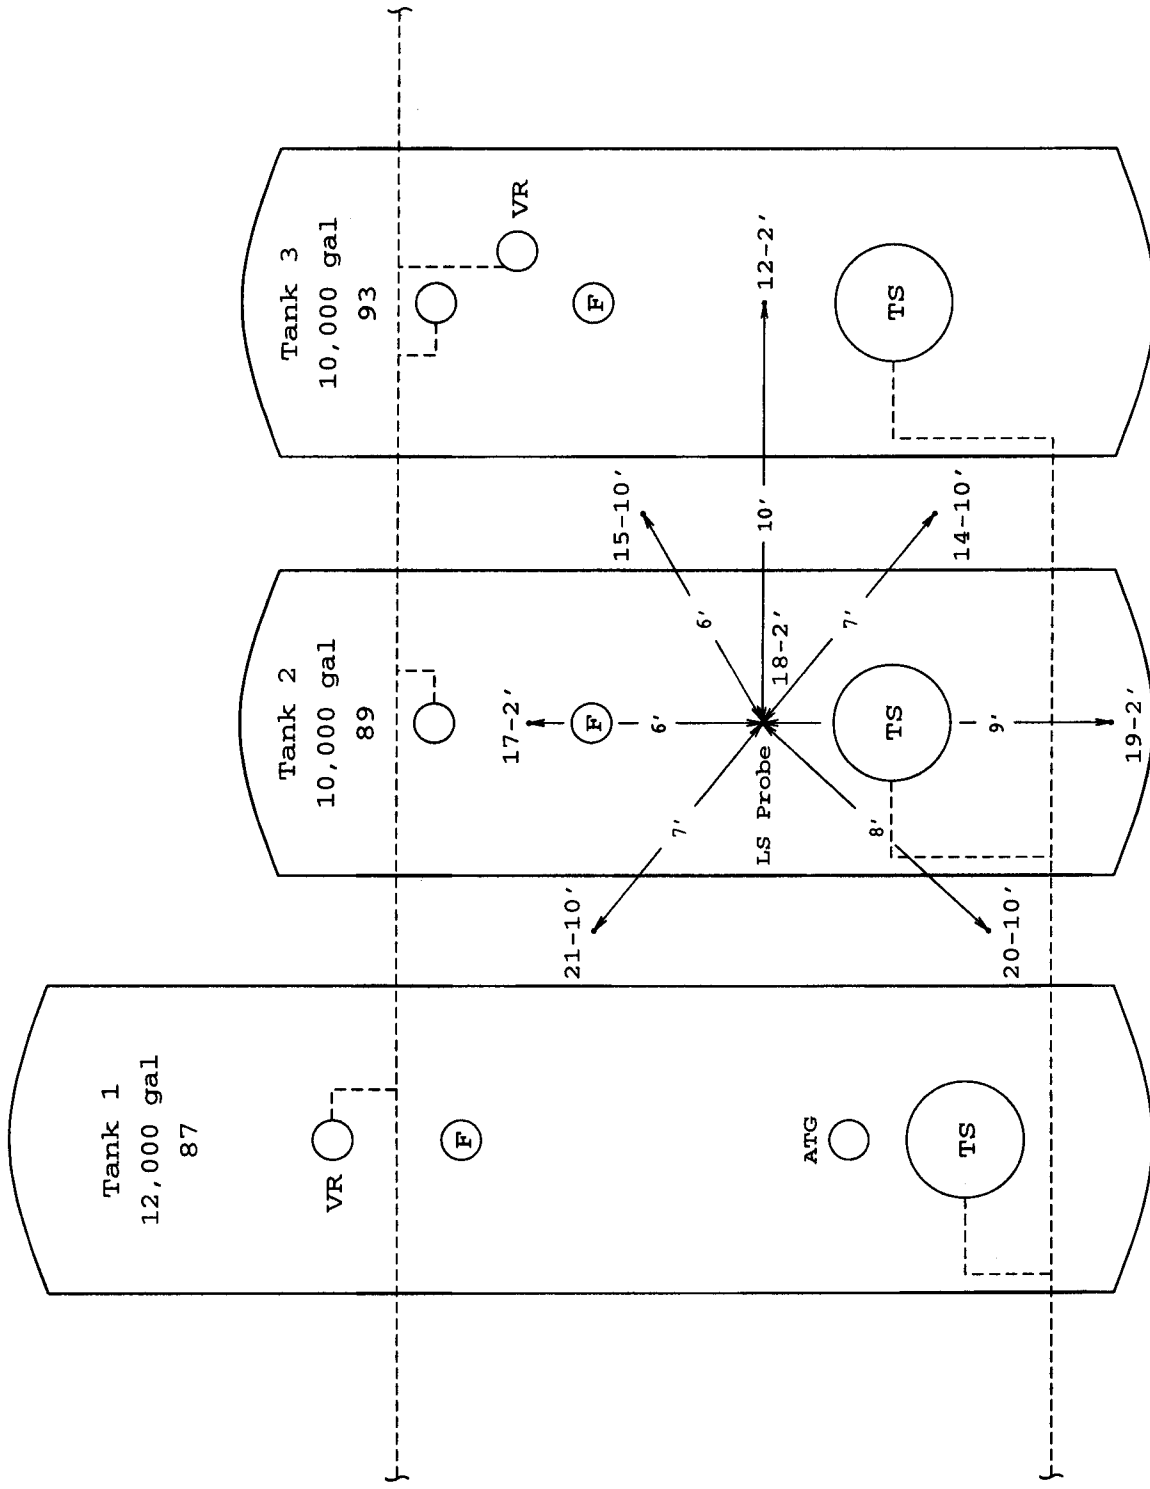 Tank 1
12,000 gal
87
VR
F
ATG
TS
Tank 2
10,000 gal
89
17-2'
F
6'
7'
21-10'
LS Probe
18-2'
TS
8'
20-10'
9'
19-2'
6'
15-10'
10'
12-2'
7'
14-10'
Tank 3
10,000 gal
93
VR
F
TS